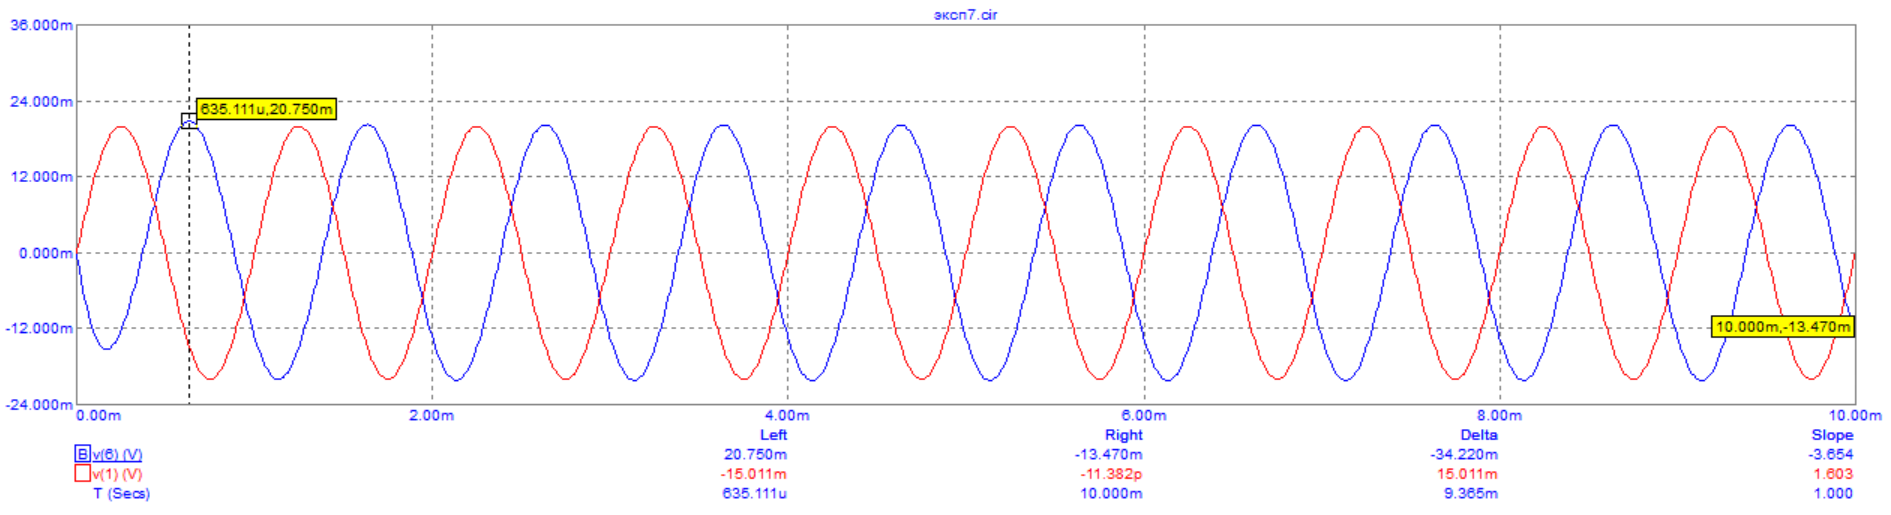 эксп7.cir
36.000m
24.000m
12.000m
0.000m
-12.000m
-24.000m
635.111u,20.750m
10.000m,-13.470m
0.00m 2.00m 4.00m 6.00m 8.00m 10.00m
Left Right Delta Slope
B v(6) (V) 20.750m -13.470m -34.220m -3.654
v(1) (V) -15.011m -11.382p 15.011m 1.603
T (Secs) 635.111u 10.000m 9.365m 1.000